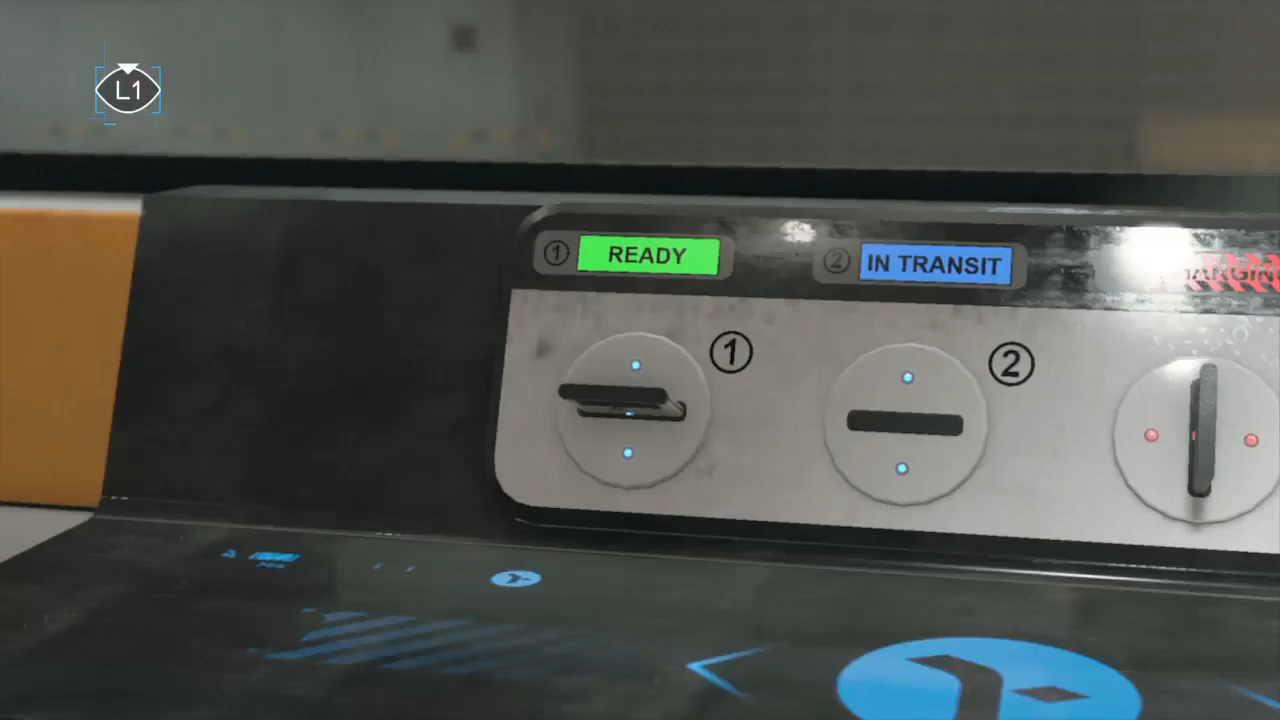 L1
① READY
② IN TRANSIT
①
②